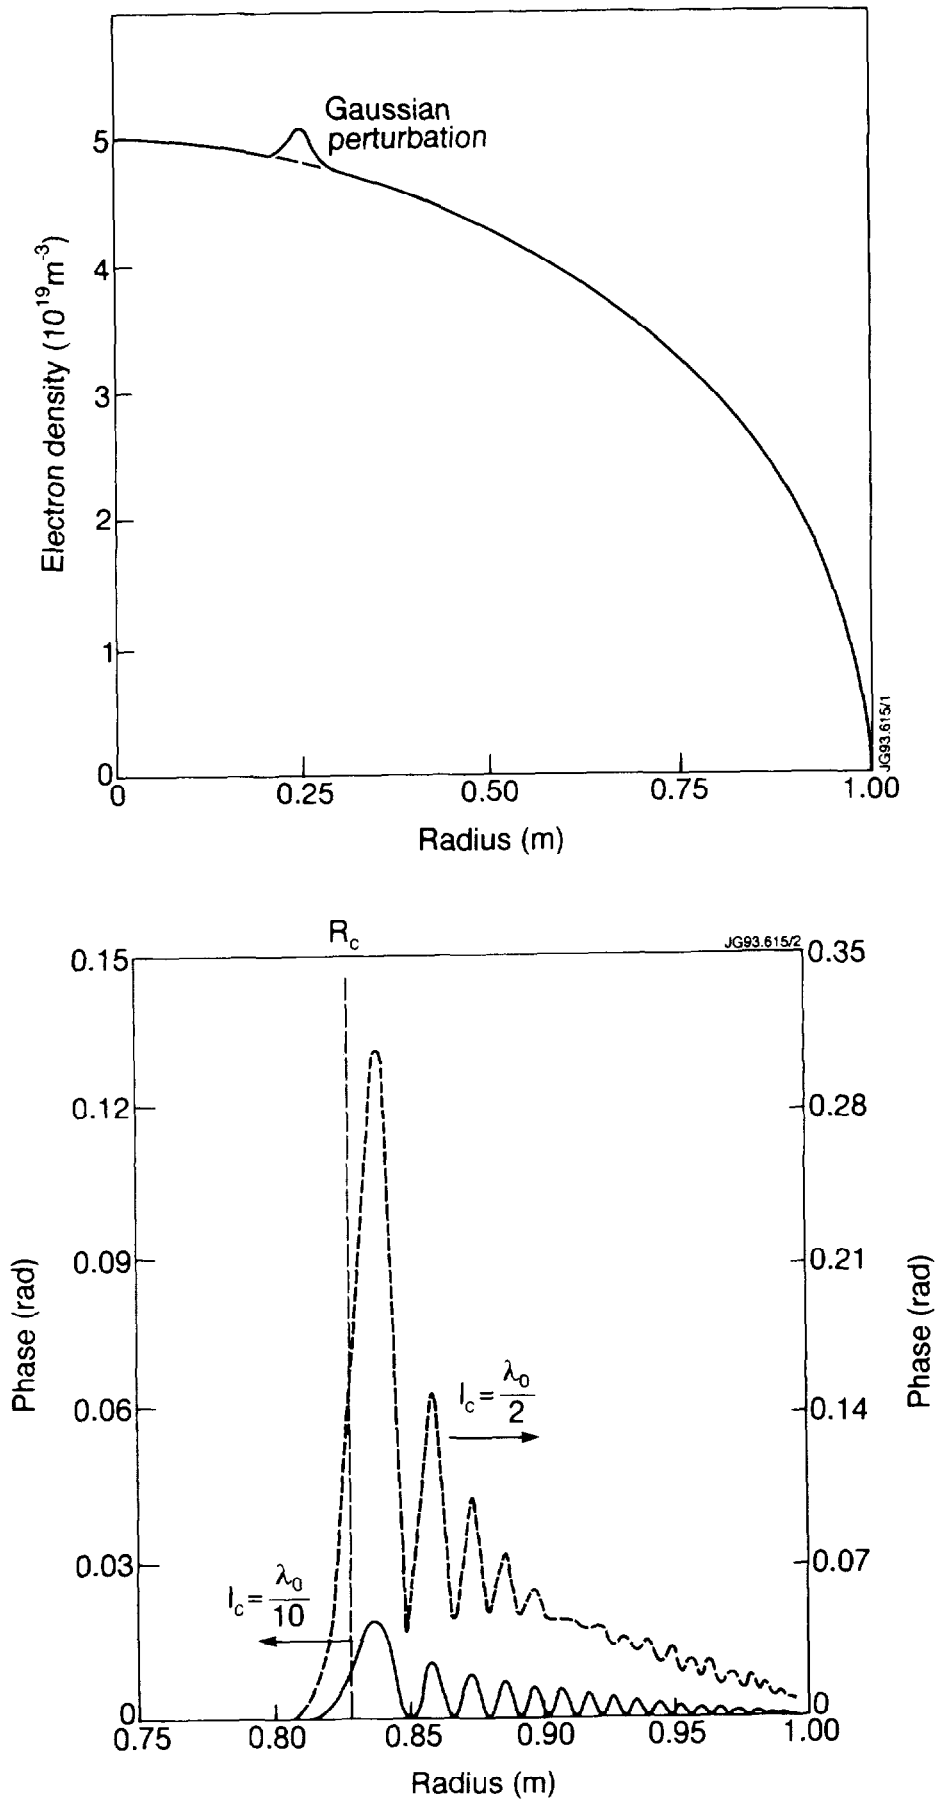 Gaussian
perturbation
5
4
3
2
1
0
Electron density (10¹⁹m⁻³)
0
0.25
0.50
0.75
1.00
Radius (m)
JG93.615/1
R_c
JG93.615/2
0.15
0.12
0.09
0.06
0.03
0
Phase (rad)
0.35
0.28
0.21
0.14
0.07
0
Phase (rad)
l_c = λ₀/2
l_c = λ₀/10
0.75
0.80
0.85
0.90
0.95
1.00
Radius (m)